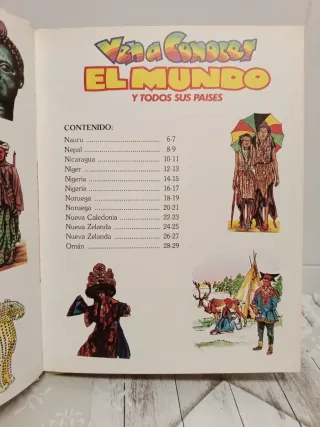 VEN A CONOCER
EL MUNDO
Y TODOS SUS PAISES
CONTENIDO:
Nauru ........................ 6-7
Nepal ........................ 8-9
Nicaragua ........................ 10-11
Niger ........................ 12-13
Nigeria ........................ 14-15
Nigeria ........................ 16-17
Noruega ........................ 18-19
Noruega ........................ 20-21
Nueva Caledonia ............ 22-23
Nueva Zelanda ............ 24-25
Nueva Zelanda ............ 26-27
Omán ........................ 28-29